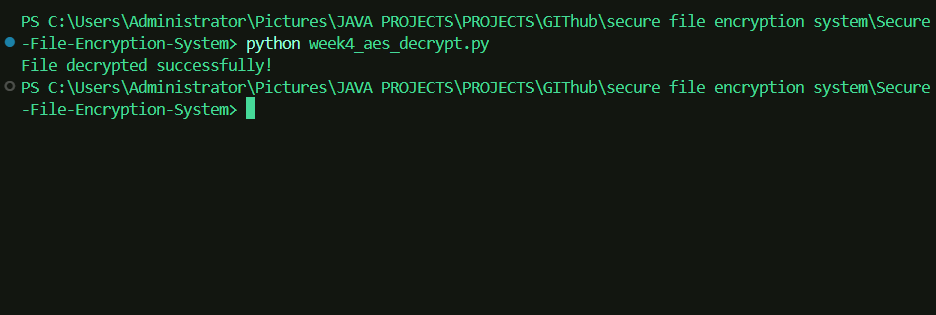 PS C:\Users\Administrator\Pictures\JAVA PROJECTS\PROJECTS\GIthub\secure file encryption system\Secure
-File-Encryption-System> python week4_aes_decrypt.py
File decrypted successfully!
PS C:\Users\Administrator\Pictures\JAVA PROJECTS\PROJECTS\GIthub\secure file encryption system\Secure
-File-Encryption-System>